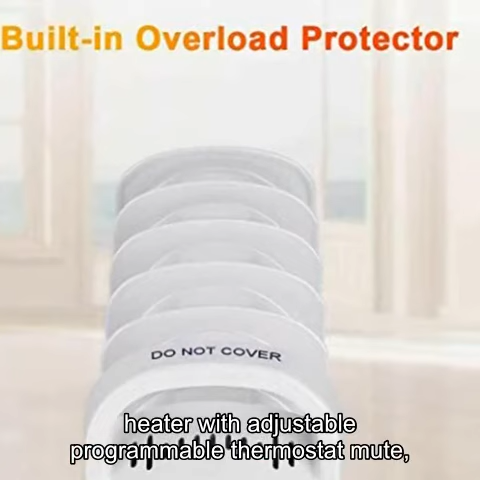 Built-in Overload Protector
DO NOT COVER
heater with adjustable
programmable thermostat mute,